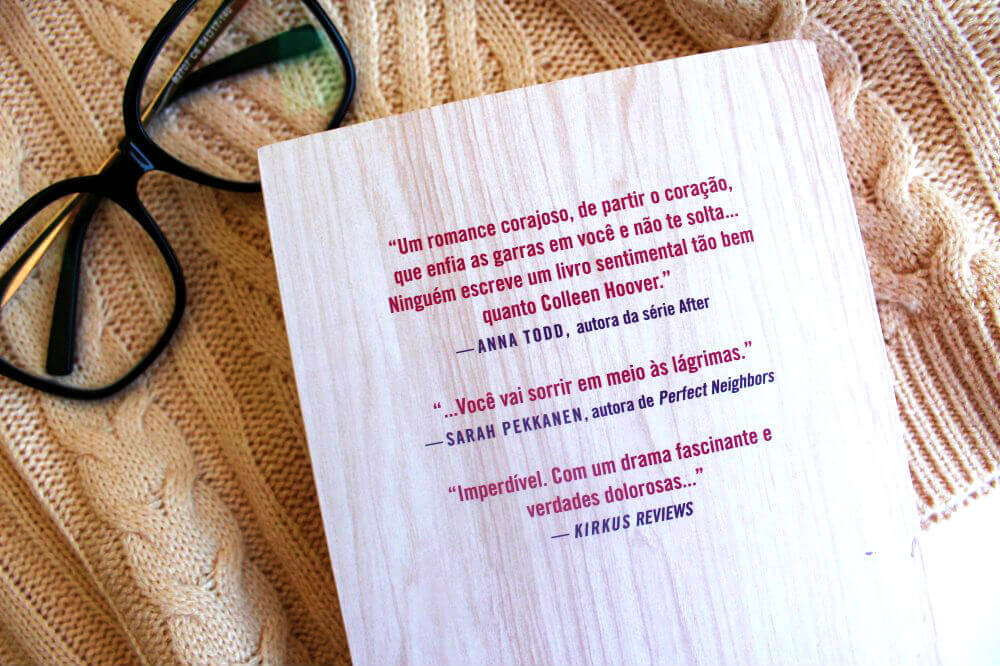 “Um romance corajoso, de partir o coração,
que enfia as garras em você e não te solta...
Ninguém escreve um livro sentimental tão bem
quanto Colleen Hoover.”
— ANNA TODD, autora da série After
“...Você vai sorrir em meio às lágrimas.”
— SARAH PEKKANEN, autora de Perfect Neighbors
“Imperdível. Com um drama fascinante e
verdades dolorosas...”
— KIRKUS REVIEWS